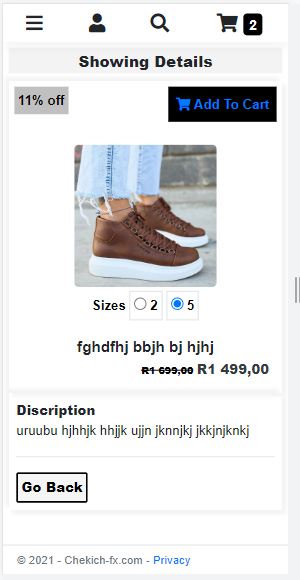 2
Showing Details
11% off
Add To Cart
Sizes 2 5
fghdfhj bbjh bj hjhj
R1 699,00 R1 499,00
Discription
uruubu hjhhjk hhjjk ujjn jknnjkj jkkjnjknkj
Go Back
© 2021 - Chekich-fx.com - Privacy